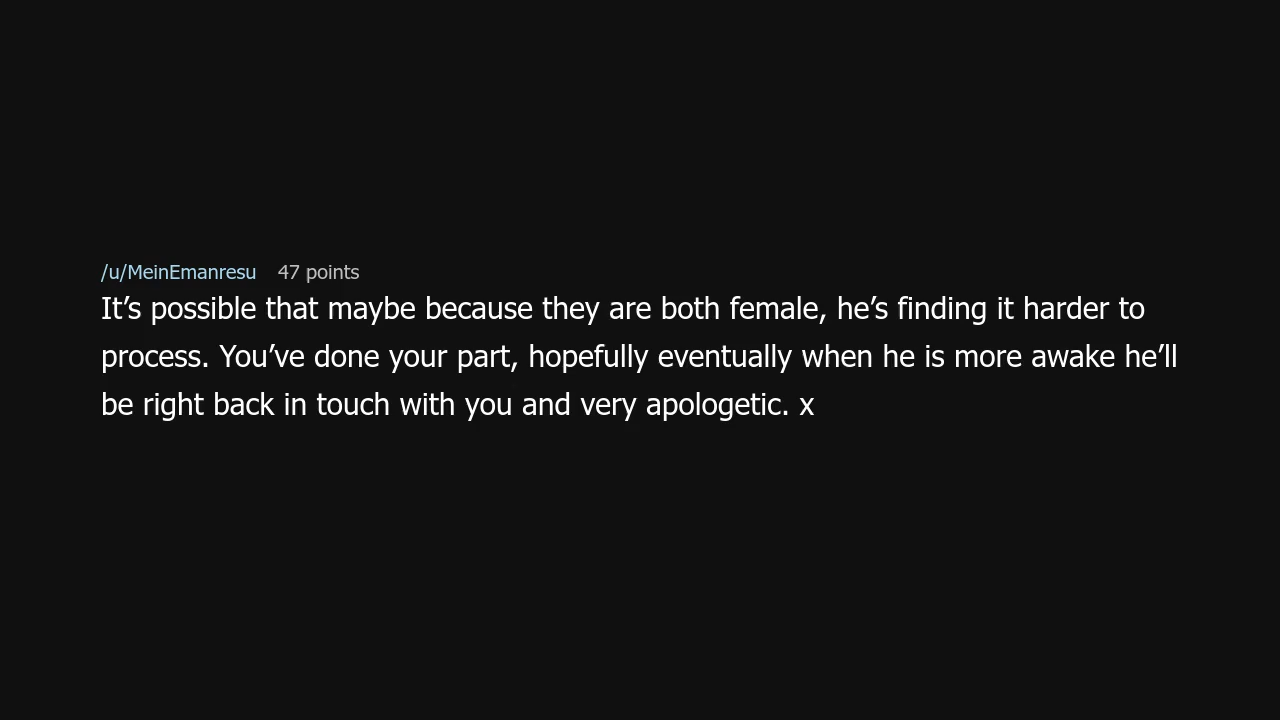 /u/MeinEmanresu 47 points
It’s possible that maybe because they are both female, he’s finding it harder to
process. You’ve done your part, hopefully eventually when he is more awake he’ll
be right back in touch with you and very apologetic. x